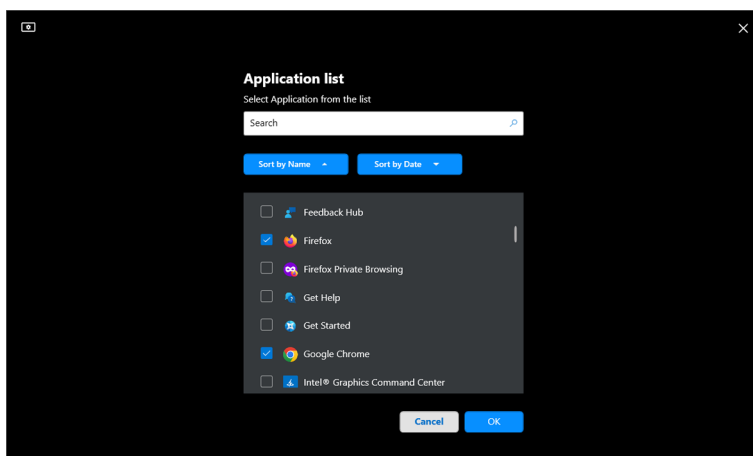 Application list
Select Application from the list
Search
Sort by Name
Sort by Date
Feedback Hub
Firefox
Firefox Private Browsing
Get Help
Get Started
Google Chrome
Intel® Graphics Command Center
Cancel
OK